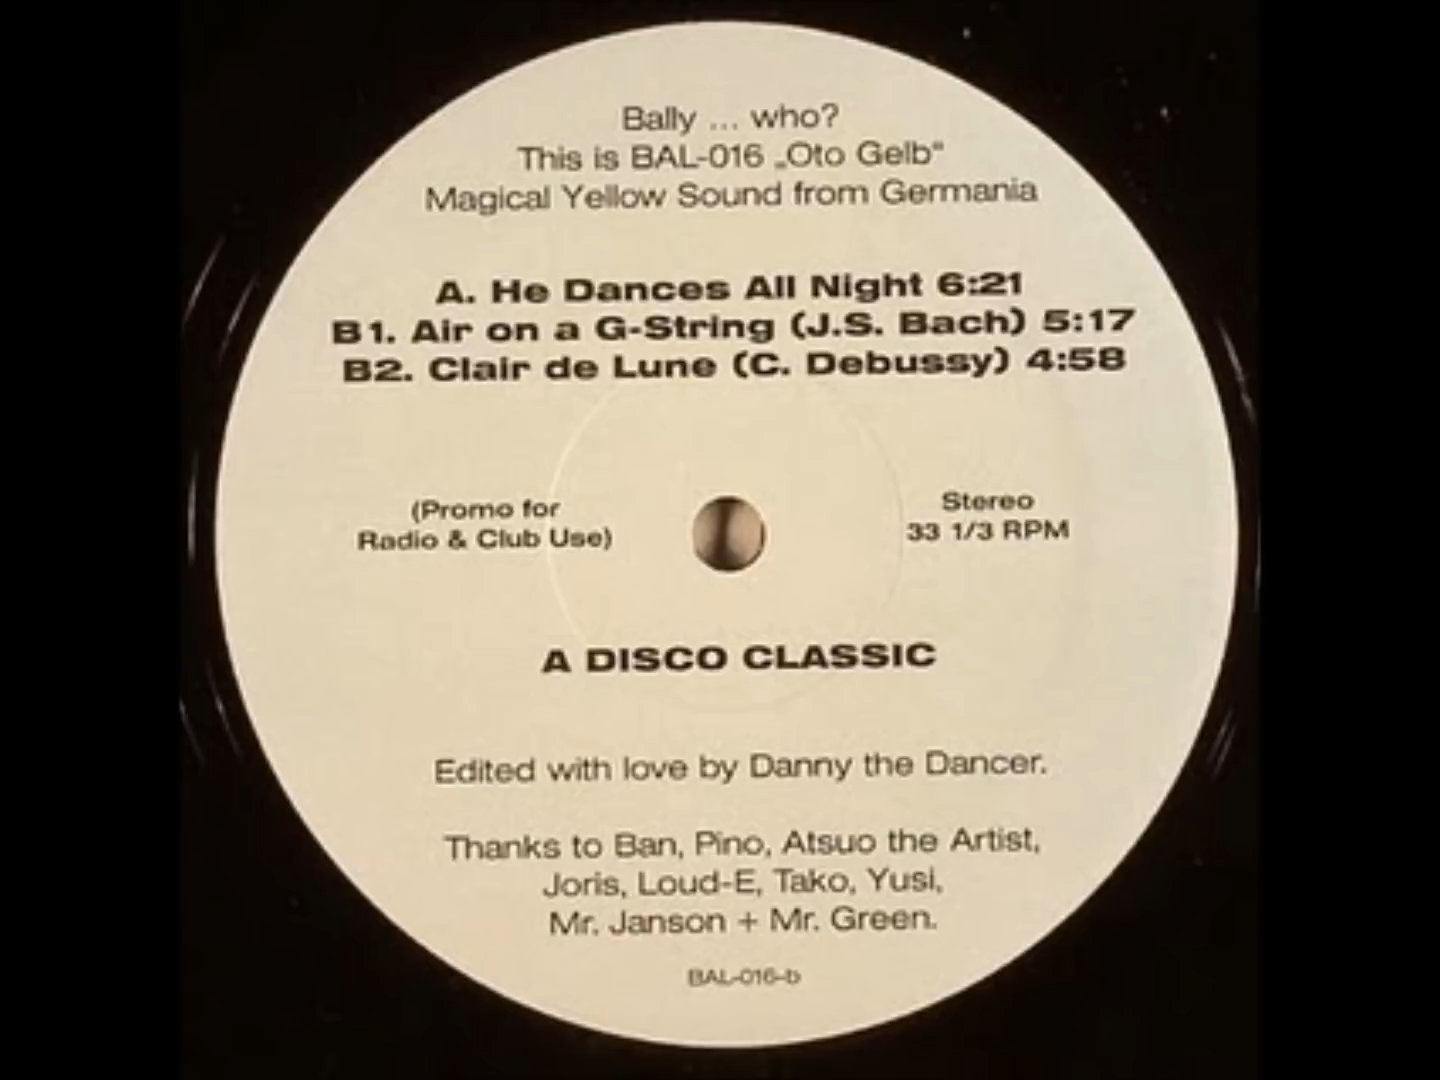 Bally ... who?
This is BAL-016 „Oto Gelb“
Magical Yellow Sound from Germania
A. He Dances All Night 6:21
B1. Air on a G-String (J.S. Bach) 5:17
B2. Clair de Lune (C. Debussy) 4:58
(Promo for
Radio & Club Use)
Stereo
33 1/3 RPM
A DISCO CLASSIC
Edited with love by Danny the Dancer.
Thanks to Ban, Pino, Atsuo the Artist,
Joris, Loud-E, Tako, Yusi,
Mr. Janson + Mr. Green.
BAL-016-b